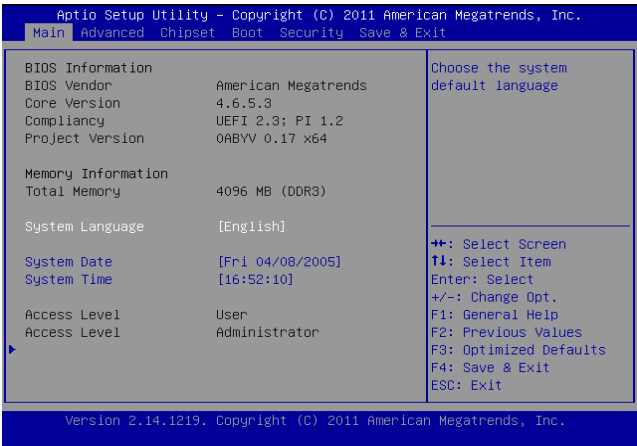 Aptio Setup Utility – Copyright (C) 2011 American Megatrends, Inc.
Main Advanced Chipset Boot Security Save & Exit
BIOS Information
BIOS Vendor American Megatrends
Core Version 4.6.5.3
Compliancy UEFI 2.3; PI 1.2
Project Version 0ABYV 0.17 x64
Memory Information
Total Memory 4096 MB (DDR3)
System Language [English]
System Date [Fri 04/08/2005]
System Time [16:52:10]
Access Level User
Access Level Administrator
Choose the system
default language
→←: Select Screen
↑↓: Select Item
Enter: Select
+/-: Change Opt.
F1: General Help
F2: Previous Values
F3: Optimized Defaults
F4: Save & Exit
ESC: Exit
Version 2.14.1219. Copyright (C) 2011 American Megatrends, Inc.